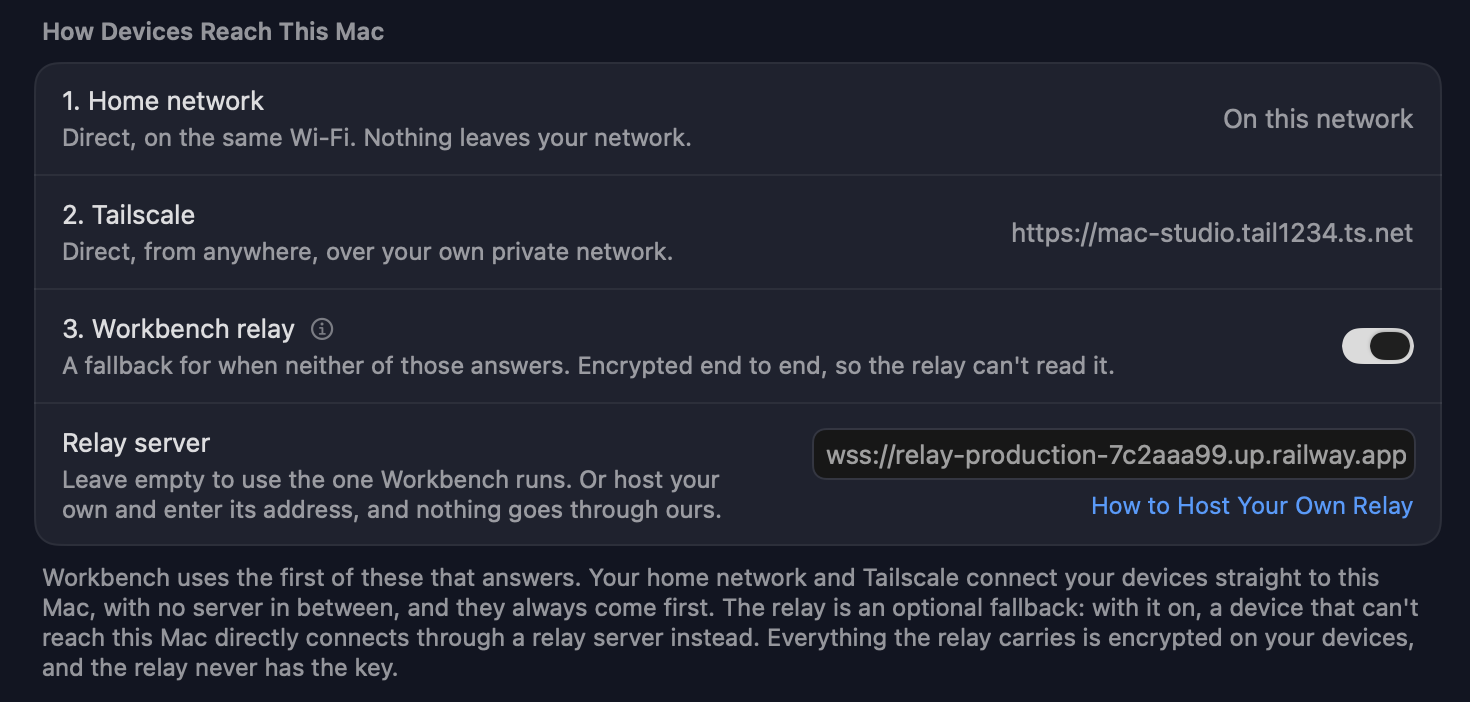 How Devices Reach This Mac
1. Home network
Direct, on the same Wi-Fi. Nothing leaves your network.
On this network
2. Tailscale
Direct, from anywhere, over your own private network.
https://mac-studio.tail1234.ts.net
3. Workbench relay
A fallback for when neither of those answers. Encrypted end to end, so the relay can't read it.
Relay server
Leave empty to use the one Workbench runs. Or host your
own and enter its address, and nothing goes through ours.
wss://relay-production-7c2aaa99.up.railway.app
How to Host Your Own Relay
Workbench uses the first of these that answers. Your home network and Tailscale connect your devices straight to this
Mac, with no server in between, and they always come first. The relay is an optional fallback: with it on, a device that can't
reach this Mac directly connects through a relay server instead. Everything the relay carries is encrypted on your devices,
and the relay never has the key.